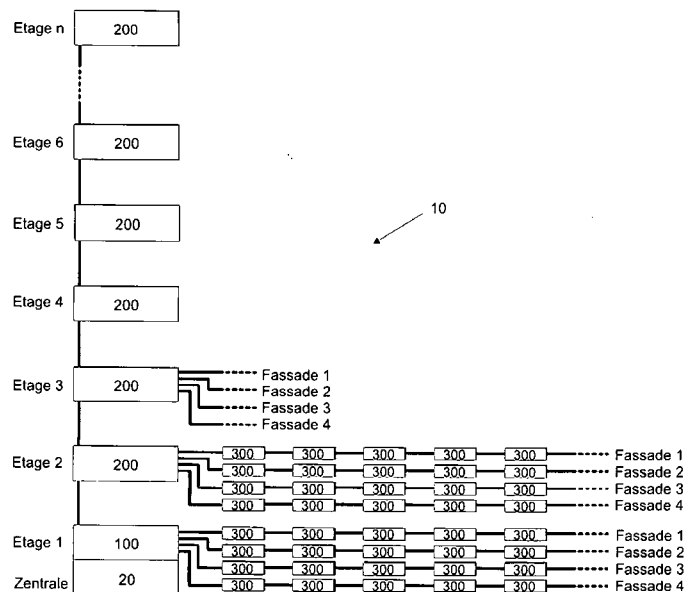 Etage n 200
Etage 6 200
10
Etage 5 200
Etage 4 200
Etage 3 200 Fassade 1
Fassade 2
Fassade 3
Fassade 4
Etage 2 200 300 300 300 300 300 Fassade 1
300 300 300 300 300 Fassade 2
300 300 300 300 300 Fassade 3
300 300 300 300 300 Fassade 4
Etage 1 100 300 300 300 300 300 Fassade 1
300 300 300 300 300 Fassade 2
300 300 300 300 300 Fassade 3
Zentrale 20 300 300 300 300 300 Fassade 4